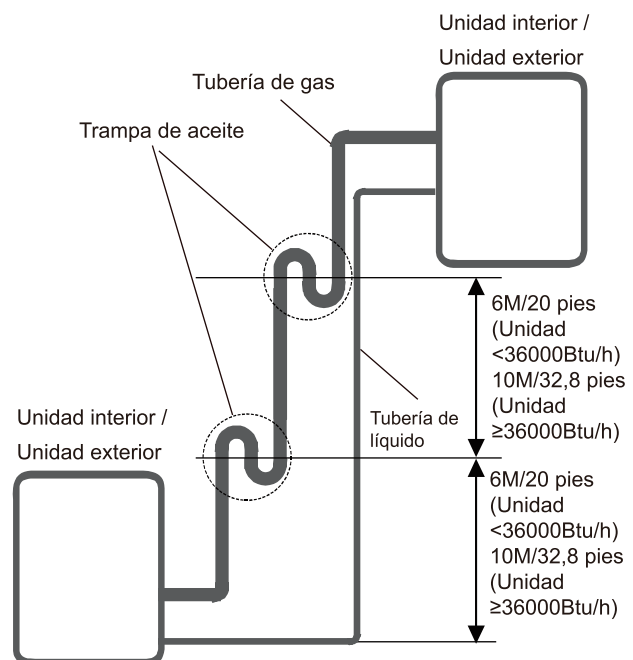 Unidad interior /
Unidad exterior
Tubería de gas
Trampa de aceite
6M/20 pies
(Unidad
<36000Btu/h)
10M/32,8 pies
(Unidad
≥36000Btu/h)
Tubería de
líquido
Unidad interior /
Unidad exterior
6M/20 pies
(Unidad
<36000Btu/h)
10M/32,8 pies
(Unidad
≥36000Btu/h)